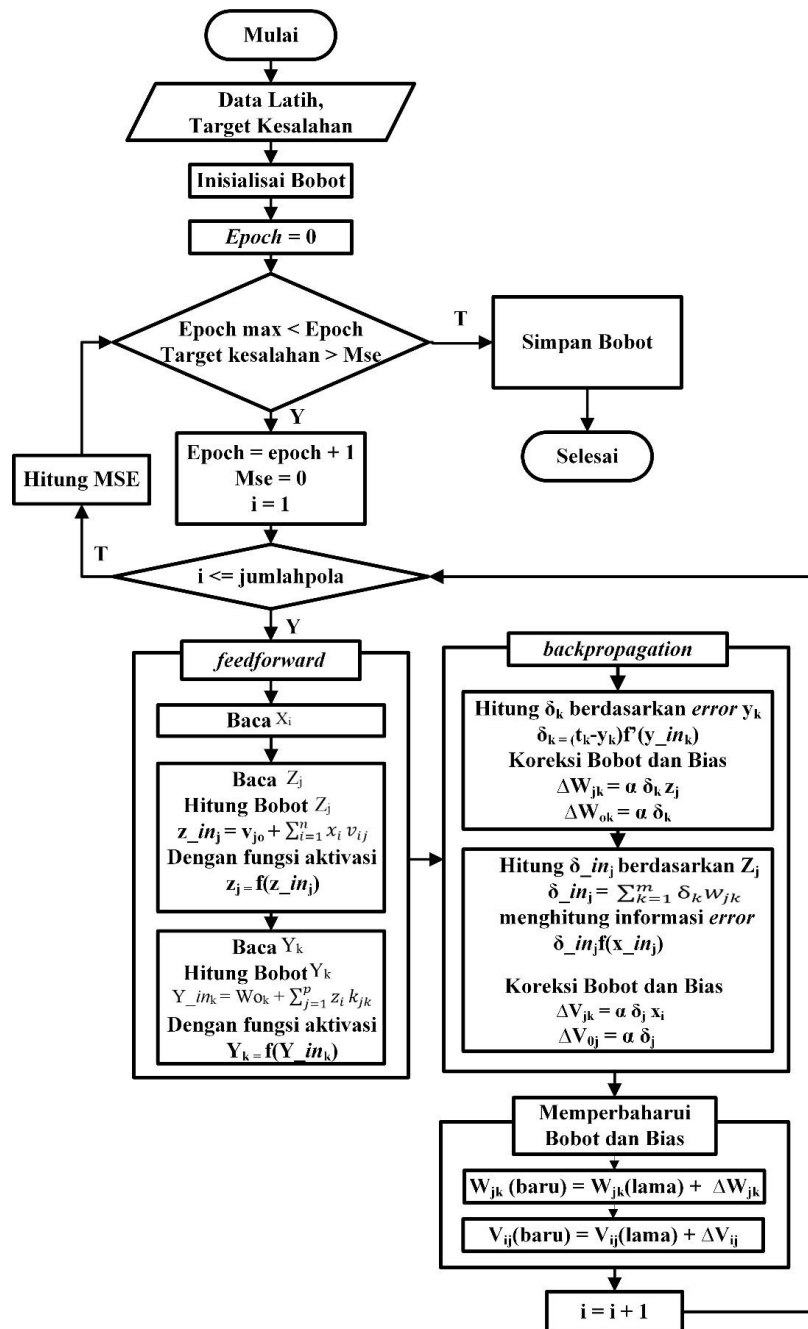 Mulai
Data Latih,
Target Kesalahan
Inisialisai Bobot
Epoch = 0
Epoch max < Epoch
Target kesalahan > Mse
T
Simpan Bobot
Selesai
Y
Epoch = epoch + 1
Mse = 0
i = 1
Hitung MSE
T
i <= jumlahpola
Y
feedforward
Baca Xᵢ
Baca Zⱼ
Hitung Bobot Zⱼ
z_inⱼ = vⱼₒ + ∑ⁿᵢ₌₁ xᵢ vᵢⱼ
Dengan fungsi aktivasi
zⱼ = f(z_inⱼ)
Baca Yₖ
Hitung Bobot Yₖ
Y_inₖ = Woₖ + ∑ᵖⱼ₌₁ zᵢ kⱼₖ
Dengan fungsi aktivasi
Yₖ = f(Y_inₖ)
backpropagation
Hitung δₖ berdasarkan error yₖ
δₖ = (tₖ-yₖ)f'(y_inₖ)
Koreksi Bobot dan Bias
ΔWⱼₖ = α δₖ zⱼ
ΔWₒₖ = α δₖ
Hitung δ_inⱼ berdasarkan Zⱼ
δ_inⱼ = ∑ᵐₖ₌₁ δₖ wⱼₖ
menghitung informasi error
δ_inⱼf(x_inⱼ)
Koreksi Bobot dan Bias
ΔVⱼₖ = α δⱼ xᵢ
ΔV₀ⱼ = α δⱼ
Memperbaharui
Bobot dan Bias
Wⱼₖ (baru) = Wⱼₖ(lama) + ΔWⱼₖ
Vᵢⱼ(baru) = Vᵢⱼ(lama) + ΔVᵢⱼ
i = i + 1